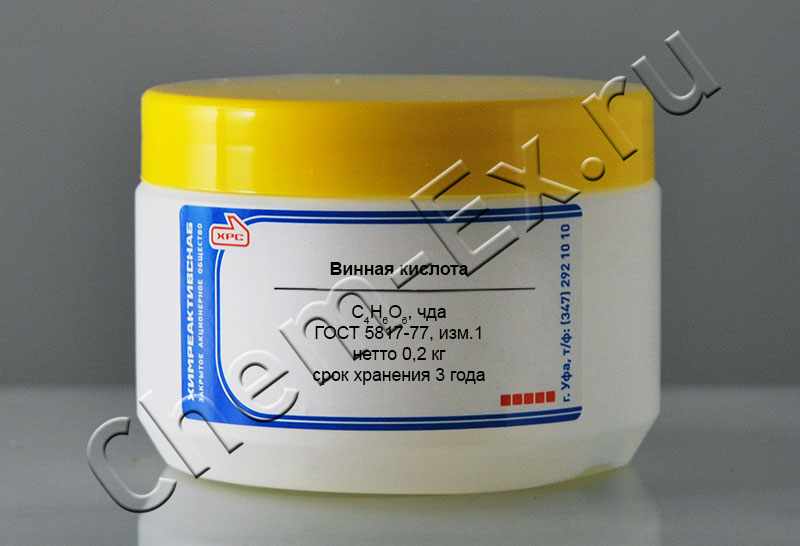 Chem-Ex.ru
ХИМРЕАКТИВСНАБ
ЗАКРЫТОЕ АКЦИОНЕРНОЕ ОБЩЕСТВО
ХРС
Винная кислота
C4H6O6, чда
ГОСТ 5817-77, изм.1
нетто 0,2 кг
срок хранения 3 года
г. Уфа, т/ф: (347) 292 10 10